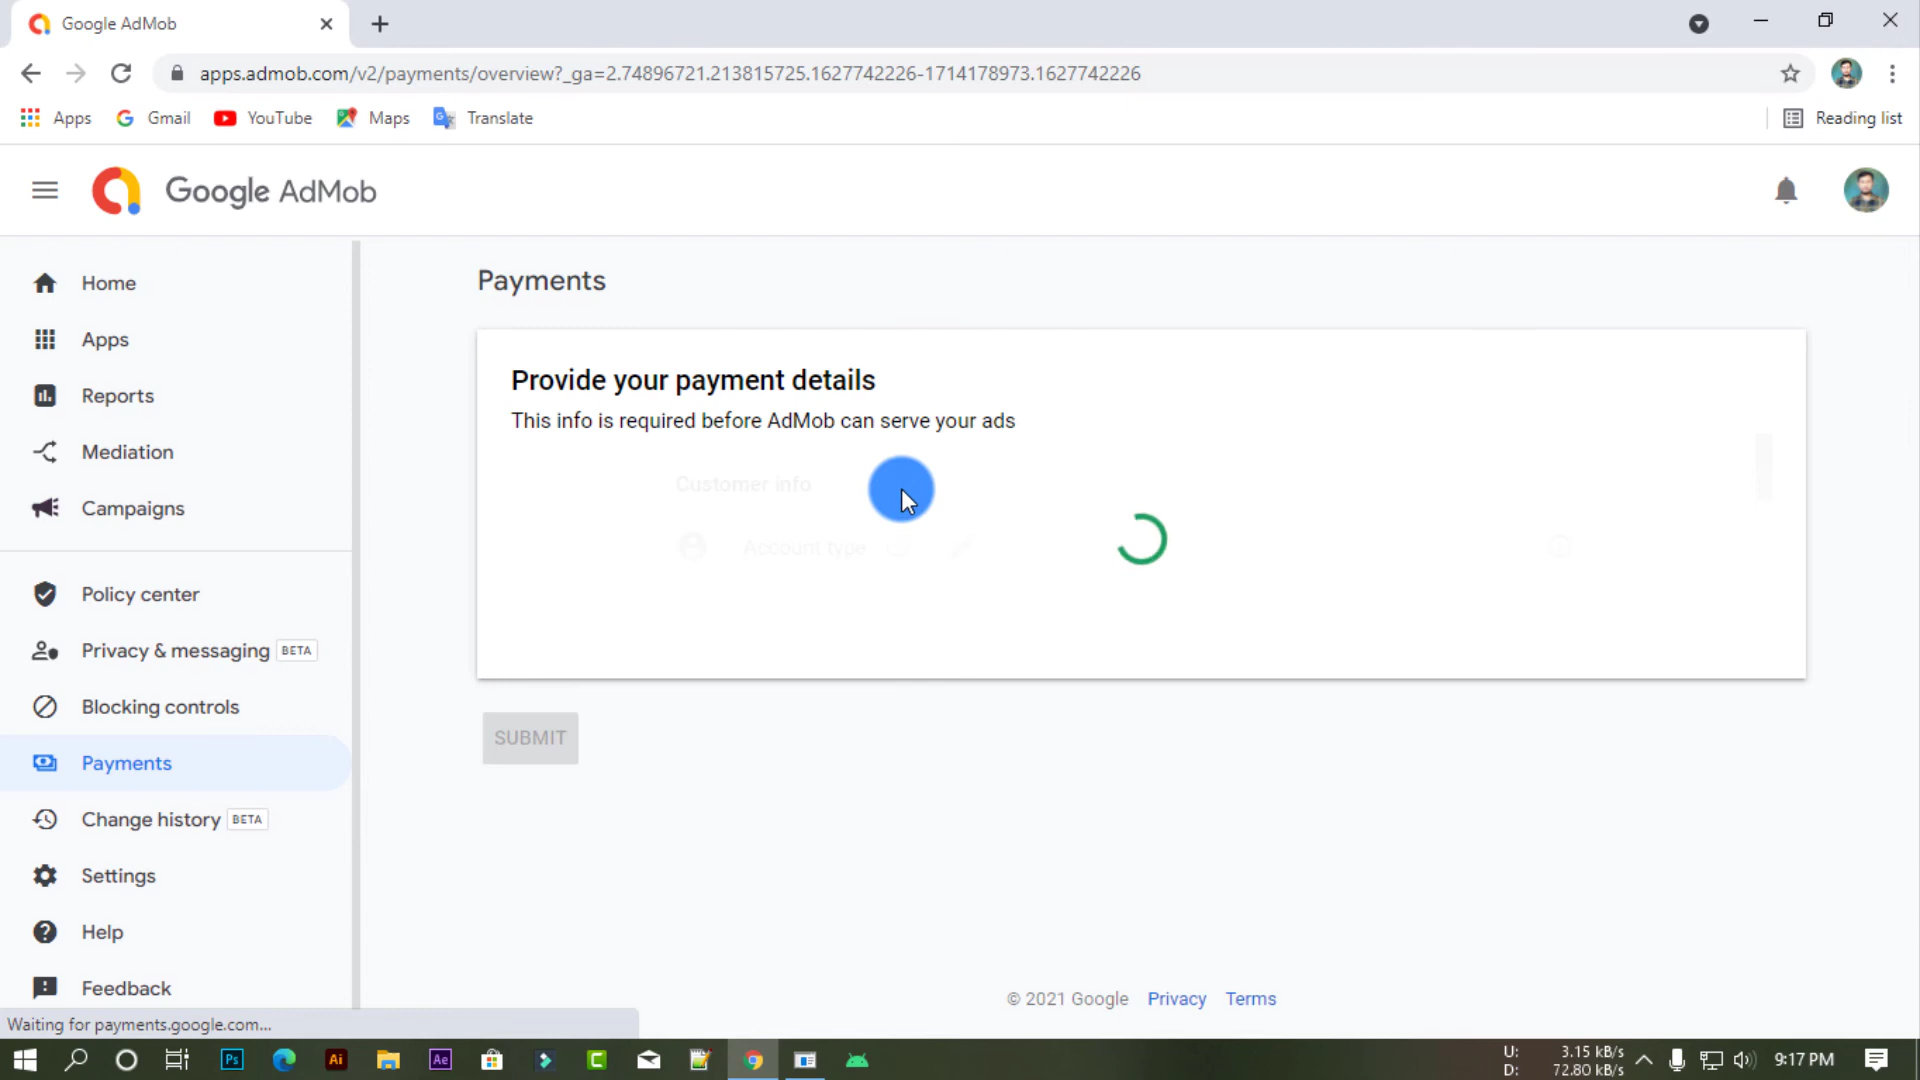 Google AdMob
apps.admob.com/v2/payments/overview?_ga=2.74896721.213815725.1627742226-1714178973.1627742226
Apps Gmail YouTube Maps Translate Reading list
Google AdMob
Home
Apps
Reports
Mediation
Campaigns
Policy center
Privacy & messaging BETA
Blocking controls
Payments
Change history BETA
Settings
Help
Feedback
Payments
Provide your payment details
This info is required before AdMob can serve your ads
Customer info
Account type
SUBMIT
© 2021 Google Privacy Terms
Waiting for payments.google.com...
Ps Ai Ae
U: 3.15 kB/s
D: 72.80 kB/s
9:17 PM